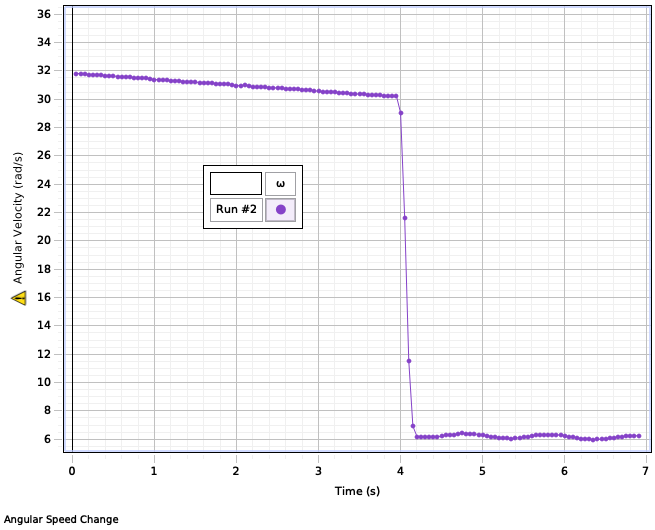 36
34
32
30
28
26
24
22
20
18
16
14
12
10
8
6
Angular Velocity (rad/s)
ω
Run #2
0 1 2 3 4 5 6 7
Time (s)
Angular Speed Change